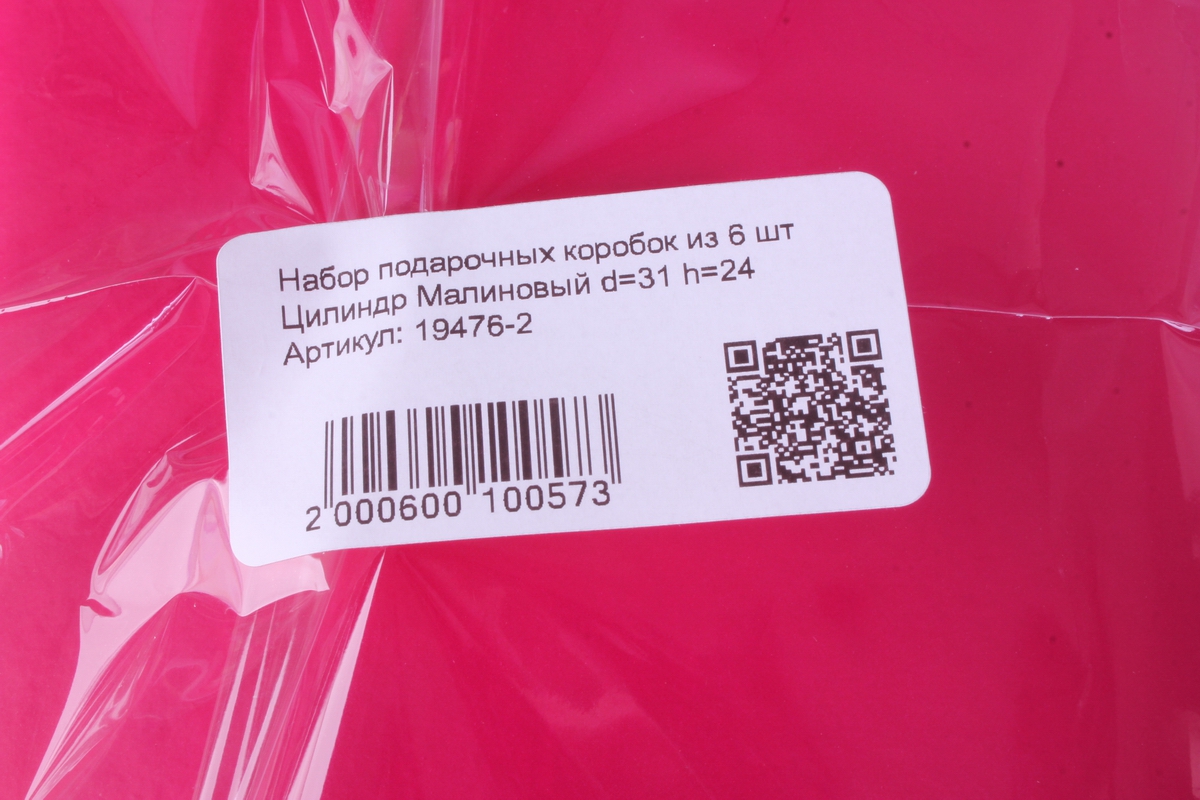 Набор подарочных коробок из 6 шт
Цилиндр Малиновый d=31 h=24
Артикул: 19476-2
2 000600 100573